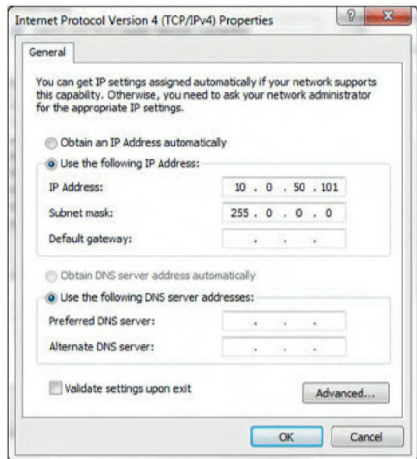 Internet Protocol Version 4 (TCP/IPv4) Properties
General
You can get IP settings assigned automatically if your network supports
this capability. Otherwise, you need to ask your network administrator
for the appropriate IP settings.
Obtain an IP Address automatically
Use the following IP Address:
IP Address: 10 . 0 . 50 . 101
Subnet mask: 255 . 0 . 0 . 0
Default gateway: . . .
Obtain DNS server address automatically
Use the following DNS server addresses:
Preferred DNS server: . . .
Alternate DNS server: . . .
Validate settings upon exit
Advanced...
OK Cancel